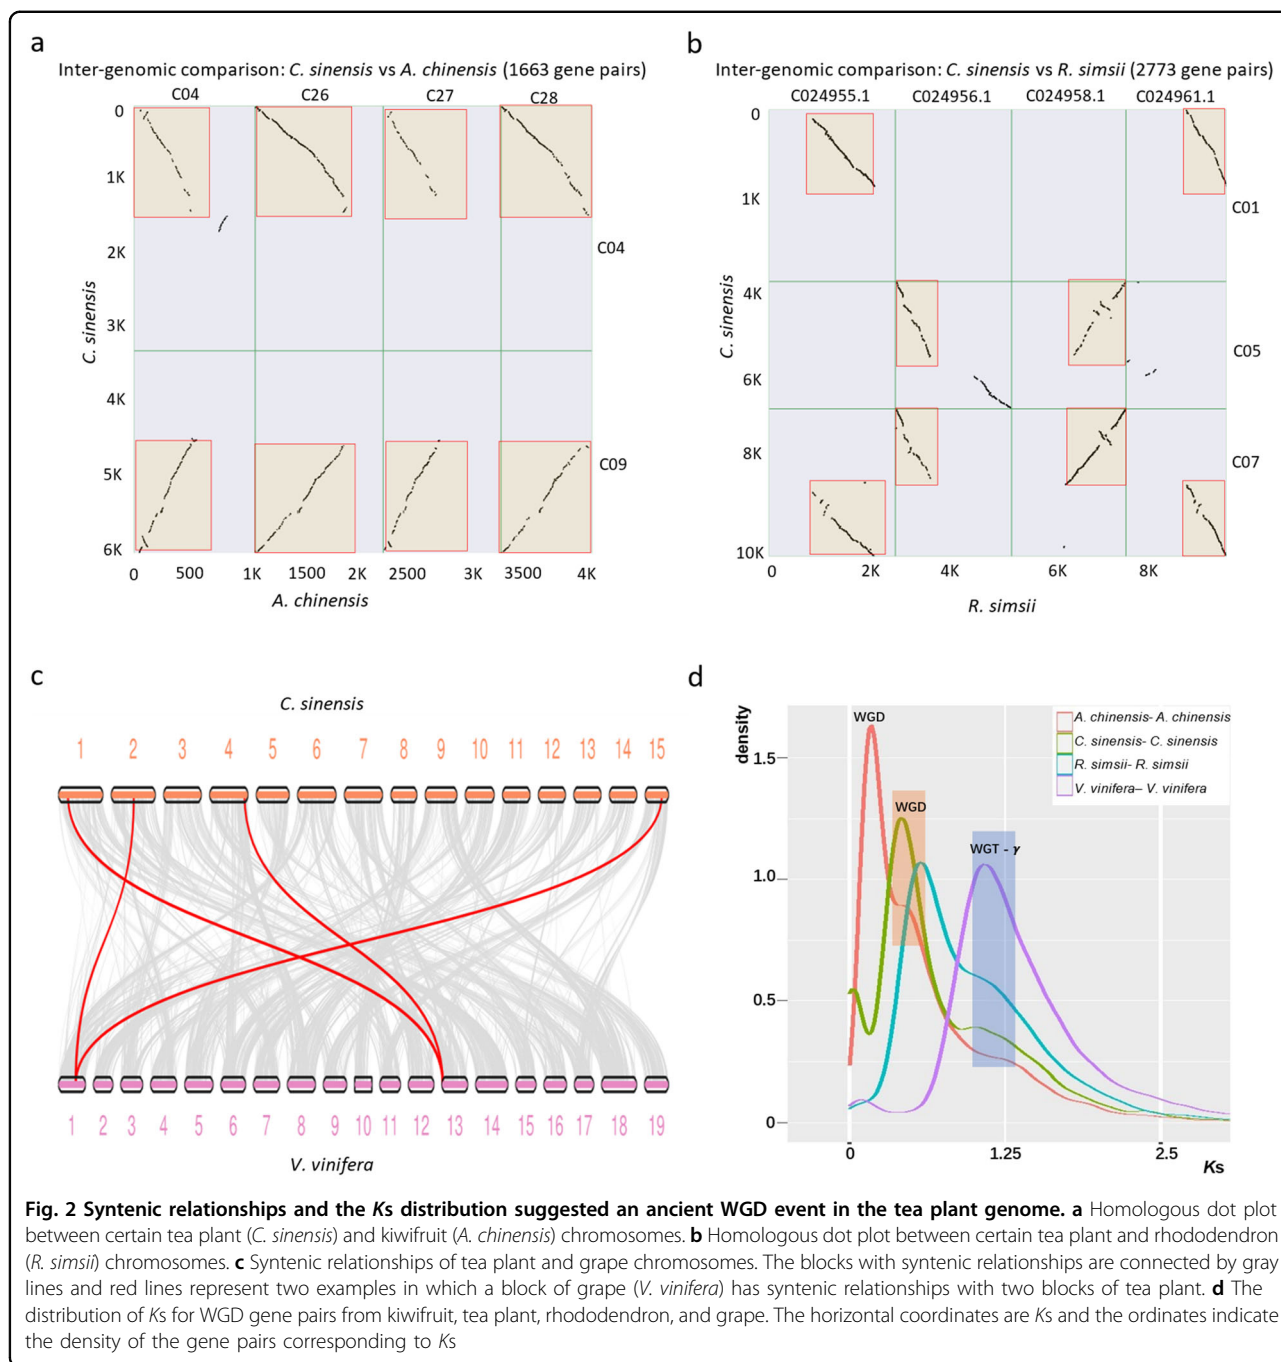 a
Inter-genomic comparison: C. sinensis vs A. chinensis (1663 gene pairs)
C04 C26 C27 C28
0
1K
2K
3K
4K
5K
6K
C. sinensis
C04
C09
0 500 1K 1500 2K 2500 3K 3500 4K
A. chinensis
b
Inter-genomic comparison: C. sinensis vs R. simsii (2773 gene pairs)
C024955.1 C024956.1 C024958.1 C024961.1
0
1K
4K
6K
8K
10K
C. sinensis
C01
C05
C07
0 2K 4K 6K 8K
R. simsii
c
C. sinensis
1 2 3 4 5 6 7 8 9 10 11 12 13 14 15
1 2 3 4 5 6 7 8 9 10 11 12 13 14 15 16 17 18 19
V. vinifera
d
density
1.5
1.0
0.5
0
WGD
WGD
WGT - γ
A. chinensis- A. chinensis
C. sinensis- C. sinensis
R. simsii- R. simsii
V. vinifera– V. vinifera
0 1.25 2.5
Ks
Fig. 2 Syntenic relationships and the Ks distribution suggested an ancient WGD event in the tea plant genome. a Homologous dot plot
between certain tea plant (C. sinensis) and kiwifruit (A. chinensis) chromosomes. b Homologous dot plot between certain tea plant and rhododendron
(R. simsii) chromosomes. c Syntenic relationships of tea plant and grape chromosomes. The blocks with syntenic relationships are connected by gray
lines and red lines represent two examples in which a block of grape (V. vinifera) has syntenic relationships with two blocks of tea plant. d The
distribution of Ks for WGD gene pairs from kiwifruit, tea plant, rhododendron, and grape. The horizontal coordinates are Ks and the ordinates indicate
the density of the gene pairs corresponding to Ks